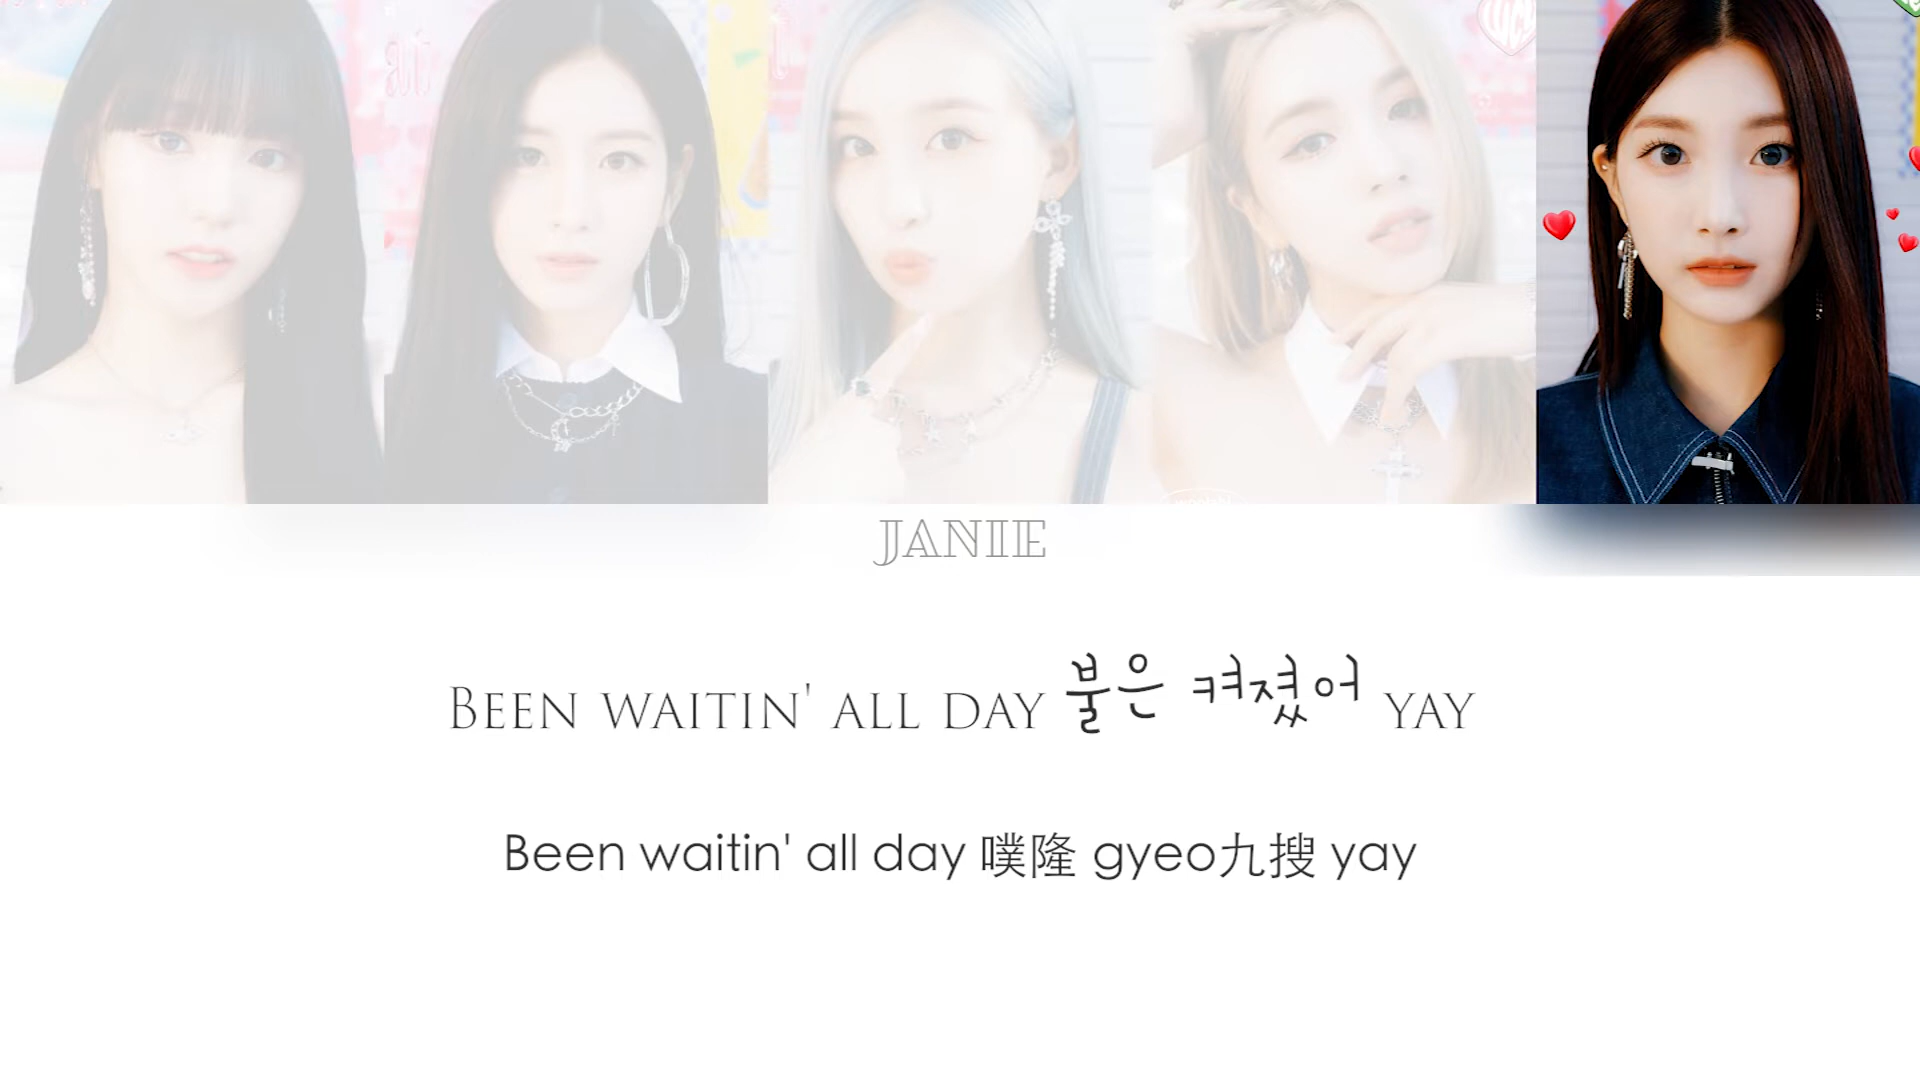 JANIE
Been waitin' all day 불은 켜졌어 yay
Been waitin' all day 噗隆 gyeo九搜 yay